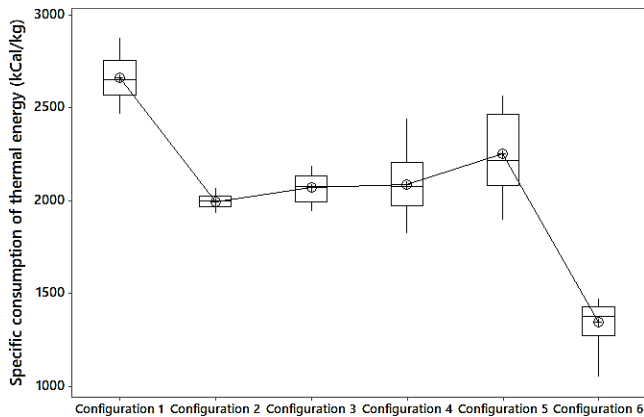 Specific consumption of thermal energy (kCal/kg)
3000
2500
2000
1500
1000
Configuration 1 Configuration 2 Configuration 3 Configuration 4 Configuration 5 Configuration 6